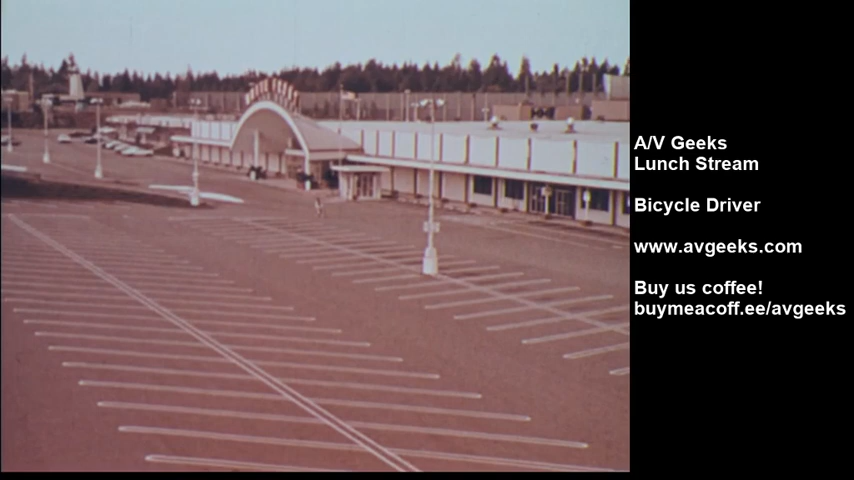 A/V Geeks
Lunch Stream
Bicycle Driver
www.avgeeks.com
Buy us coffee!
buymeacoff.ee/avgeeks